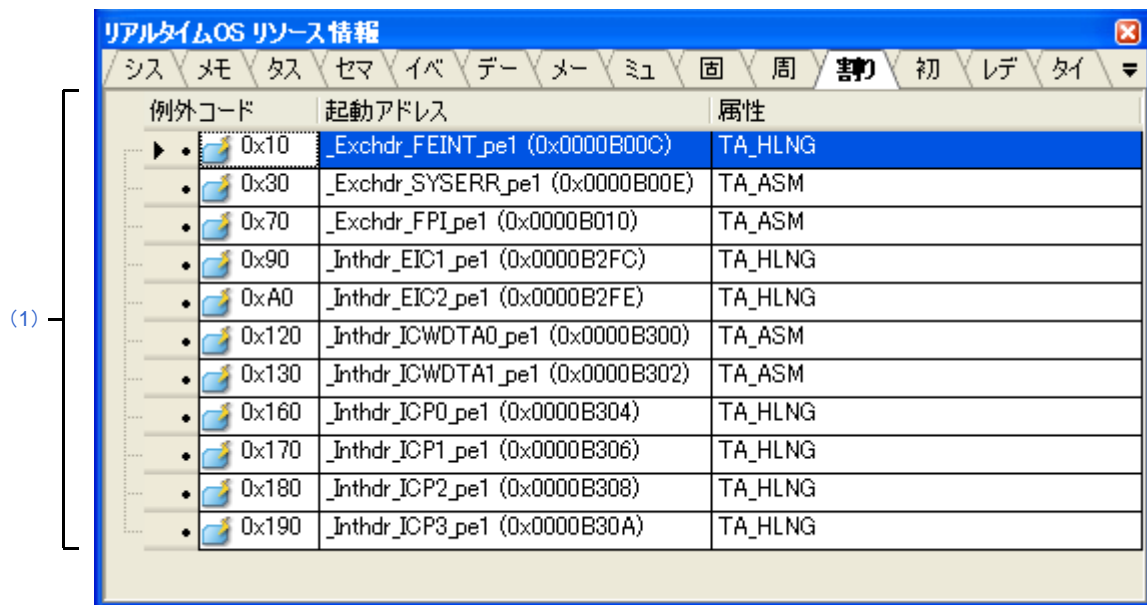 リアルタイムOS リソース情報
シス メモ タス セマ イベ デー メー ミュ 固 周 割り 初 レデ タイ
例外コード 起動アドレス 属性
0x10 _Exchdr_FEINT_pe1 (0x0000B00C) TA_HLNG
0x30 _Exchdr_SYSERR_pe1 (0x0000B00E) TA_ASM
0x70 _Exchdr_FPI_pe1 (0x0000B010) TA_ASM
0x90 _Inthdr_EIC1_pe1 (0x0000B2FC) TA_HLNG
0xA0 _Inthdr_EIC2_pe1 (0x0000B2FE) TA_HLNG
(1)
0x120 _Inthdr_ICWDTA0_pe1 (0x0000B300) TA_ASM
0x130 _Inthdr_ICWDTA1_pe1 (0x0000B302) TA_ASM
0x160 _Inthdr_ICP0_pe1 (0x0000B304) TA_HLNG
0x170 _Inthdr_ICP1_pe1 (0x0000B306) TA_HLNG
0x180 _Inthdr_ICP2_pe1 (0x0000B308) TA_HLNG
0x190 _Inthdr_ICP3_pe1 (0x0000B30A) TA_HLNG